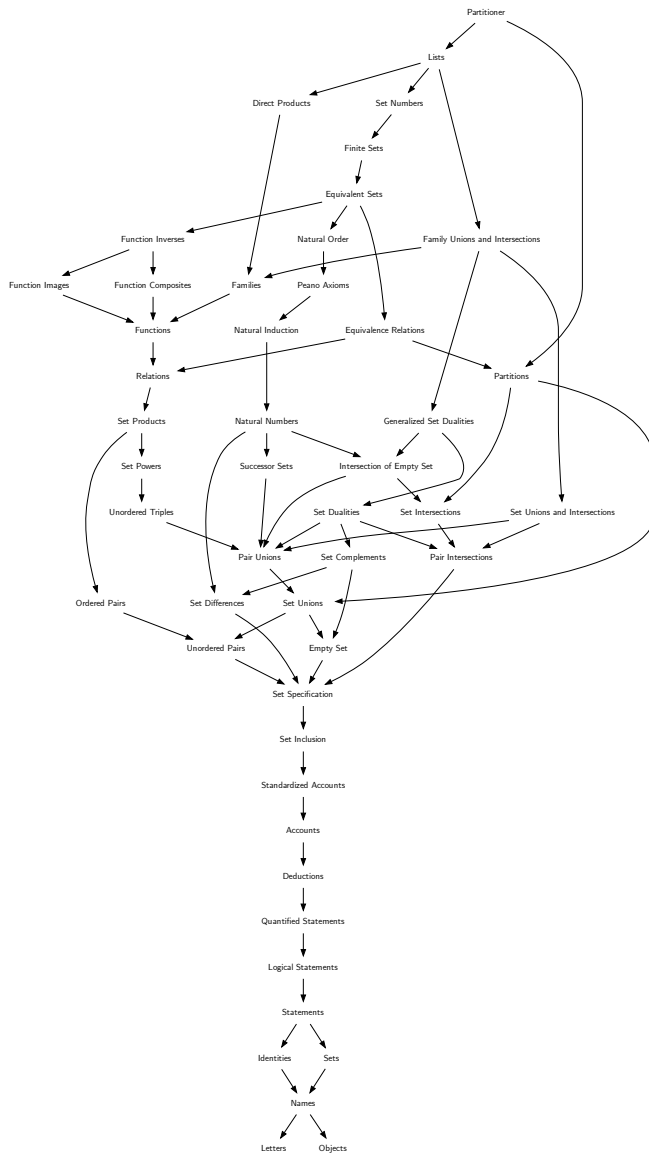 Partitioner
Lists
Direct Products
Set Numbers
Finite Sets
Equivalent Sets
Function Inverses
Natural Order
Family Unions and Intersections
Function Images
Function Composites
Families
Peano Axioms
Functions
Natural Induction
Equivalence Relations
Relations
Partitions
Set Products
Natural Numbers
Generalized Set Dualities
Set Powers
Successor Sets
Intersection of Empty Set
Unordered Triples
Set Dualities
Set Intersections
Set Unions and Intersections
Pair Unions
Set Complements
Pair Intersections
Ordered Pairs
Set Differences
Set Unions
Unordered Pairs
Empty Set
Set Specification
Set Inclusion
Standardized Accounts
Accounts
Deductions
Quantified Statements
Logical Statements
Statements
Identities
Sets
Names
Letters
Objects